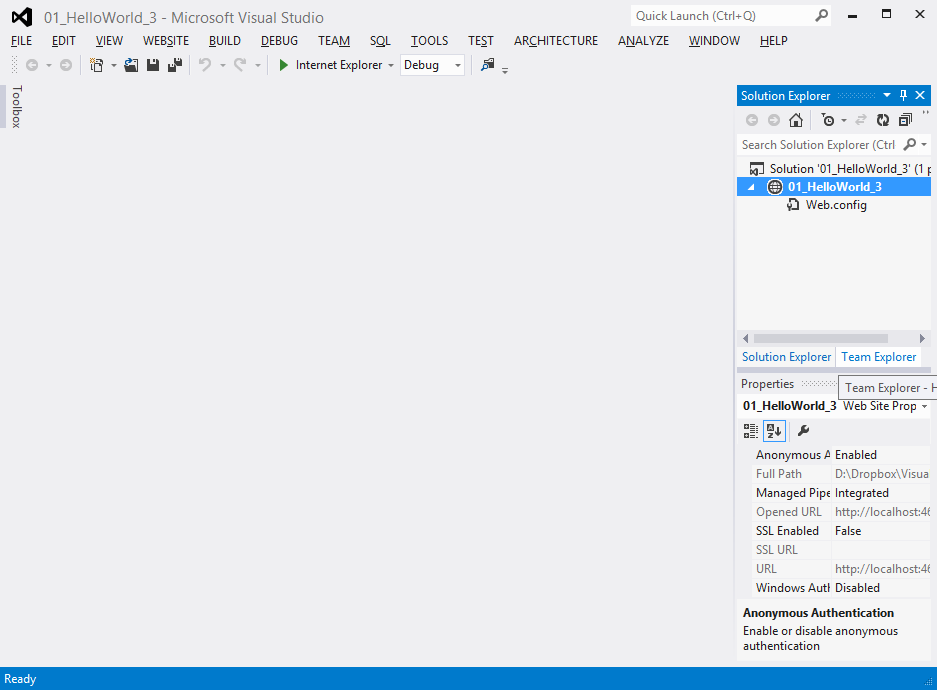 01_HelloWorld_3 - Microsoft Visual Studio
Quick Launch (Ctrl+Q)
FILE EDIT VIEW WEBSITE BUILD DEBUG TEAM SQL TOOLS TEST ARCHITECTURE ANALYZE WINDOW HELP
Internet Explorer Debug
Toolbox
Solution Explorer
Search Solution Explorer (Ctrl
Solution '01_HelloWorld_3' (1 p
01_HelloWorld_3
Web.config
Solution Explorer Team Explorer
Properties
Team Explorer - H
01_HelloWorld_3 Web Site Prop
Anonymous A Enabled
Full Path D:\Dropbox\Visua
Managed Pipe Integrated
Opened URL http://localhost:46
SSL Enabled False
SSL URL
URL http://localhost:46
Windows Auth Disabled
Anonymous Authentication
Enable or disable anonymous
authentication
Ready